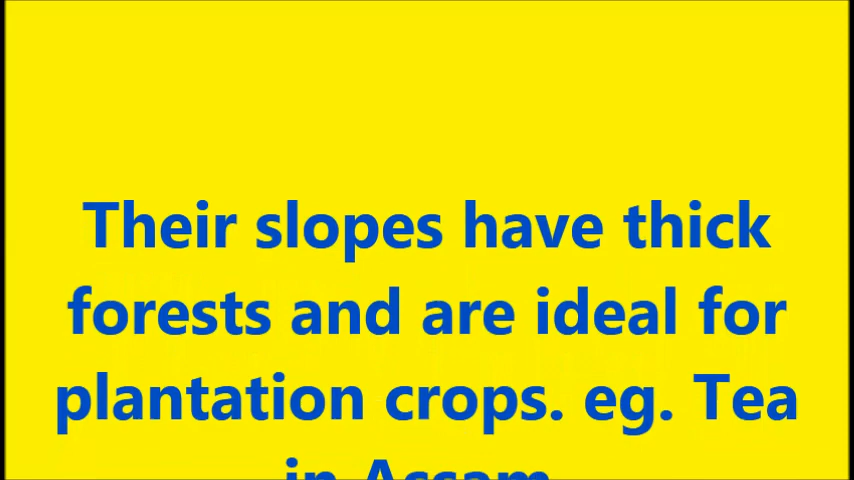 Their slopes have thick
forests and are ideal for
plantation crops. eg. Tea
in Assam